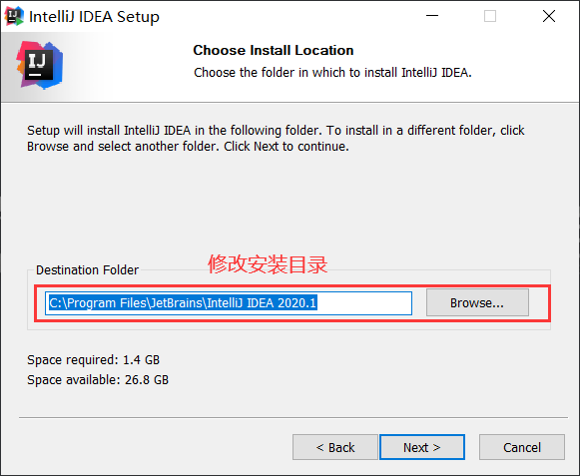 IntelliJ IDEA Setup
IJ
Choose Install Location
Choose the folder in which to install IntelliJ IDEA.
Setup will install IntelliJ IDEA in the following folder. To install in a different folder, click
Browse and select another folder. Click Next to continue.
修改安装目录
Destination Folder
C:\Program Files\JetBrains\IntelliJ IDEA 2020.1
Browse...
Space required: 1.4 GB
Space available: 26.8 GB
< Back
Next >
Cancel